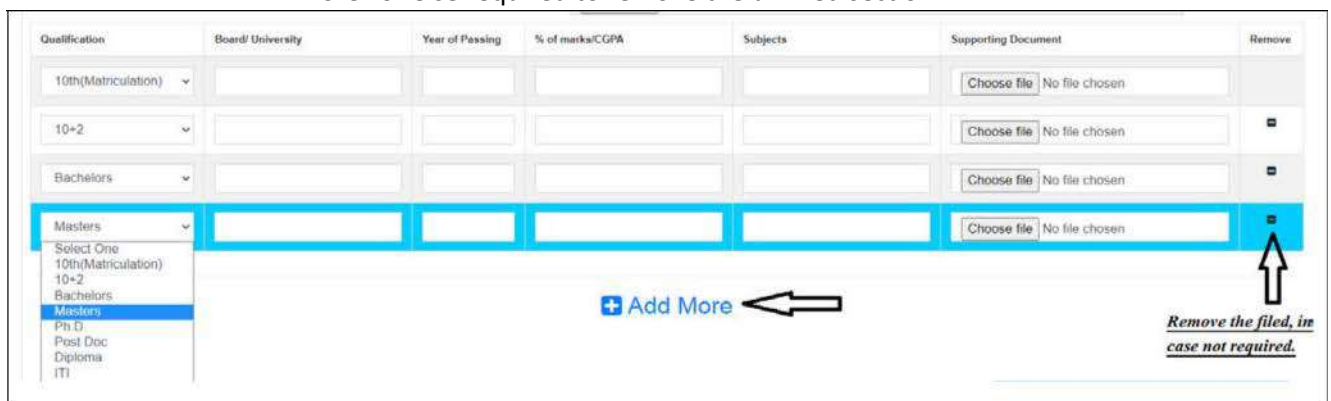 Qualification Board/ University Year of Passing % of marks/CGPA Subjects Supporting Document Remove
10th(Matriculation) Choose file No file chosen
10+2 Choose file No file chosen
Bachelors Choose file No file chosen
Masters Choose file No file chosen
Select One
10th(Matriculation)
10+2
Bachelors
Masters
Ph.D
Post Doc
Diploma
ITI
Add More
Remove the filed, in
case not required.